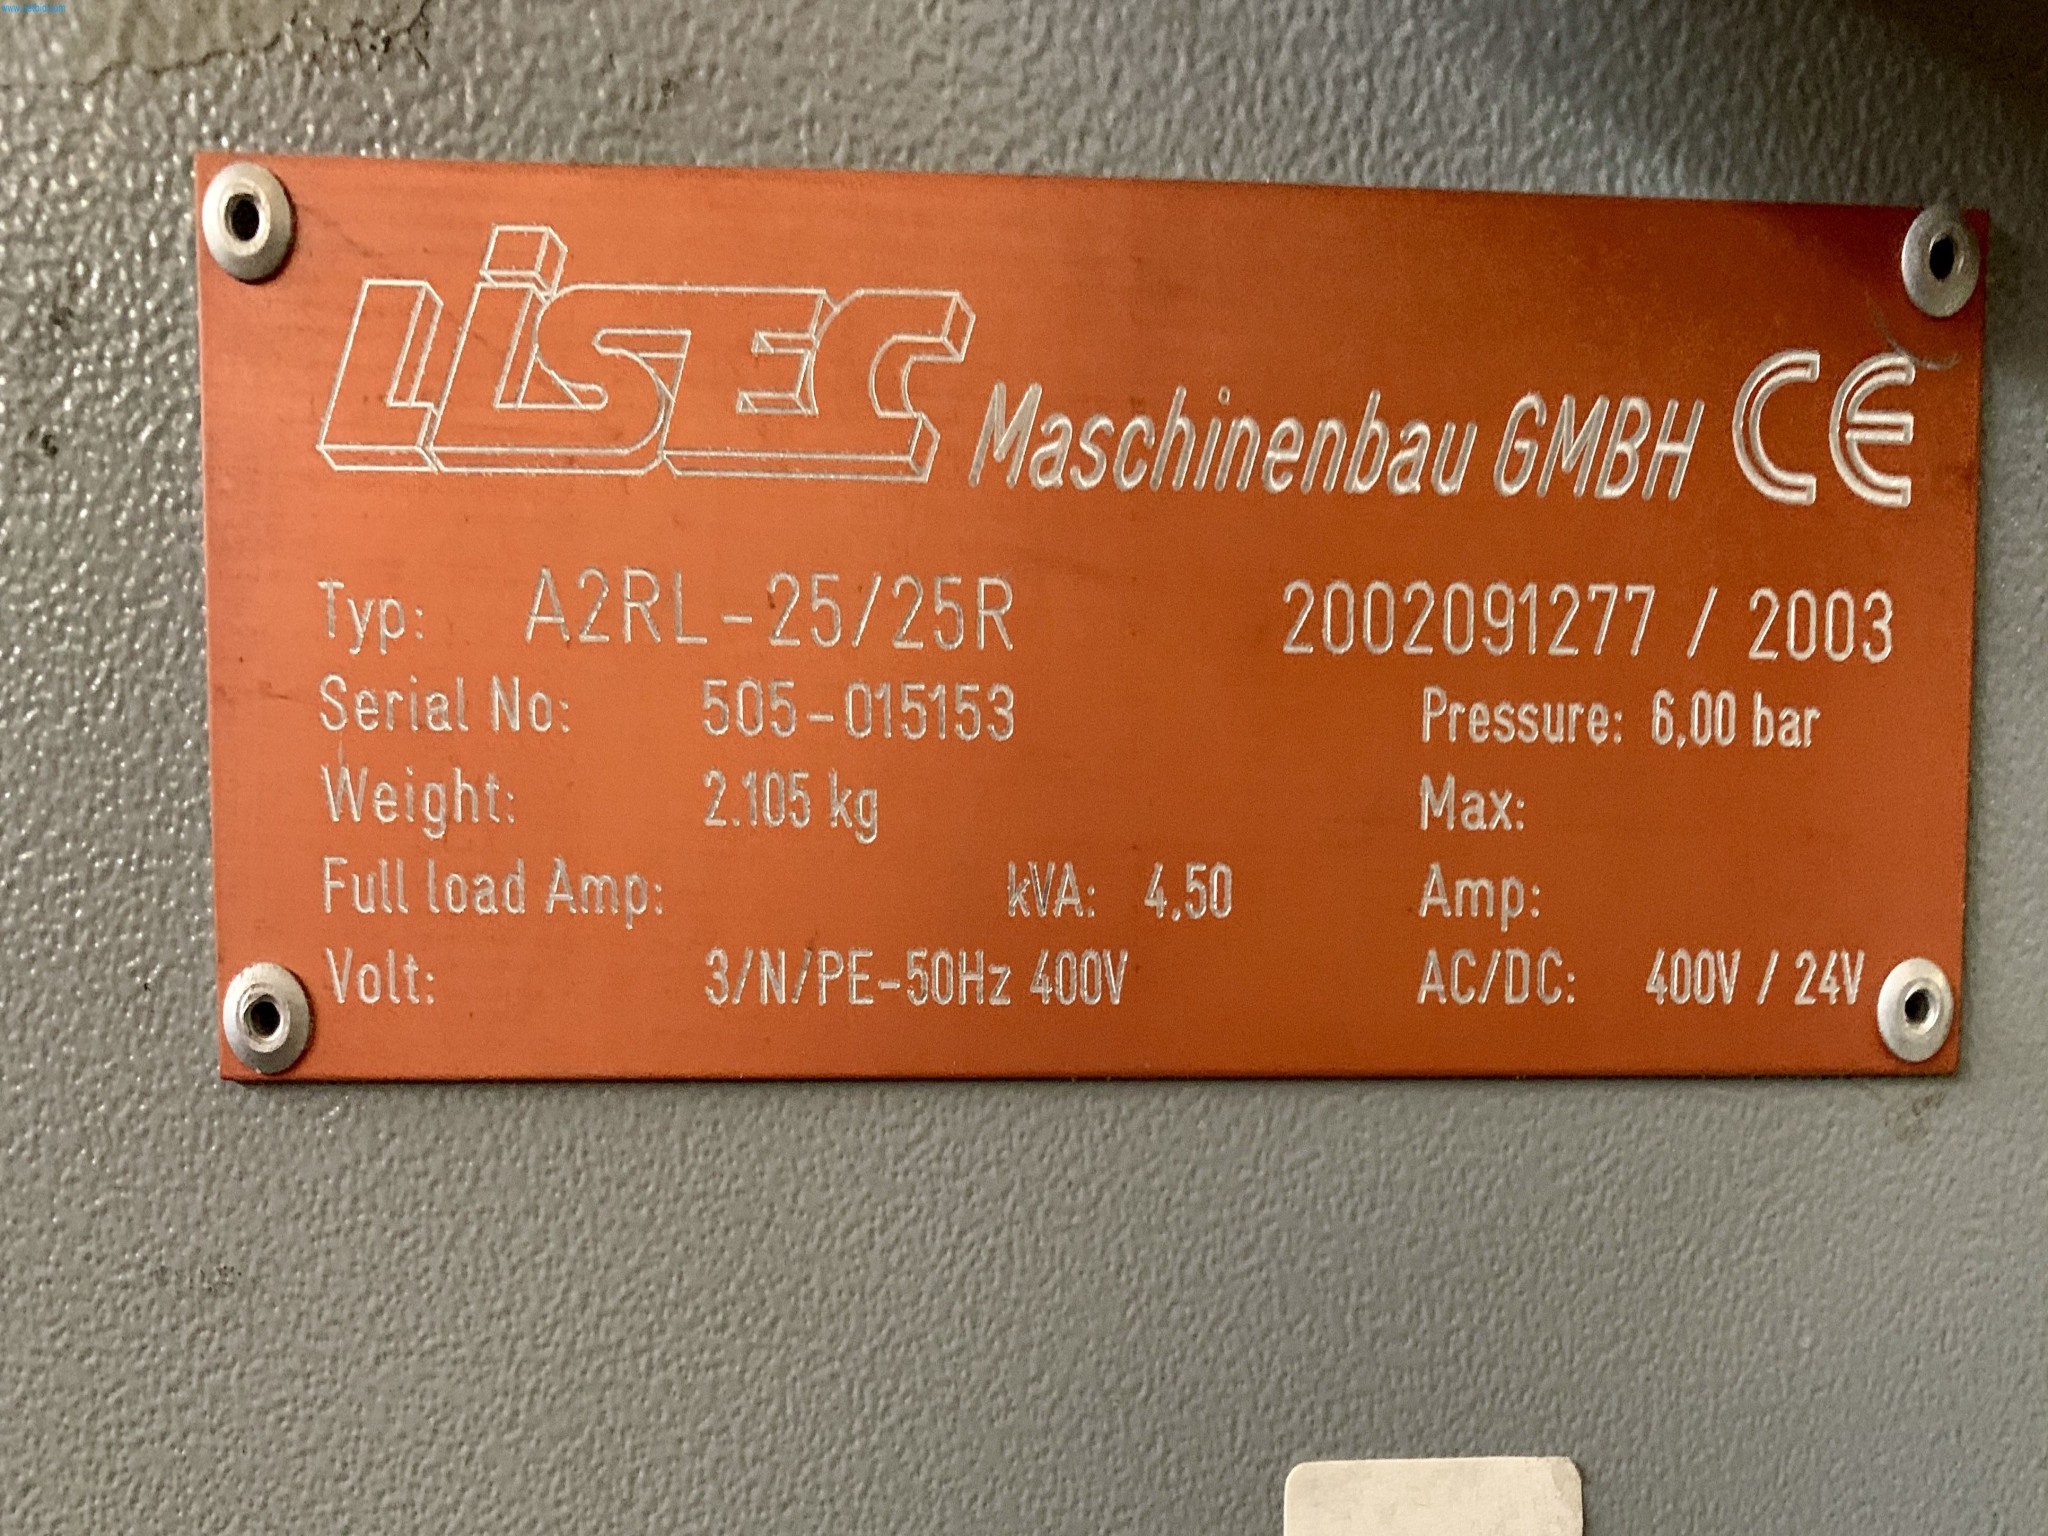 LiSEC Maschinenbau GMBH CE
Typ: A2RL-25/25R 2002091277 / 2003
Serial No: 505-015153 Pressure: 6,00 bar
Weight: 2.105 kg Max:
Full load Amp: kVA: 4,50 Amp:
Volt: 3/N/PE-50Hz 400V AC/DC: 400V / 24V